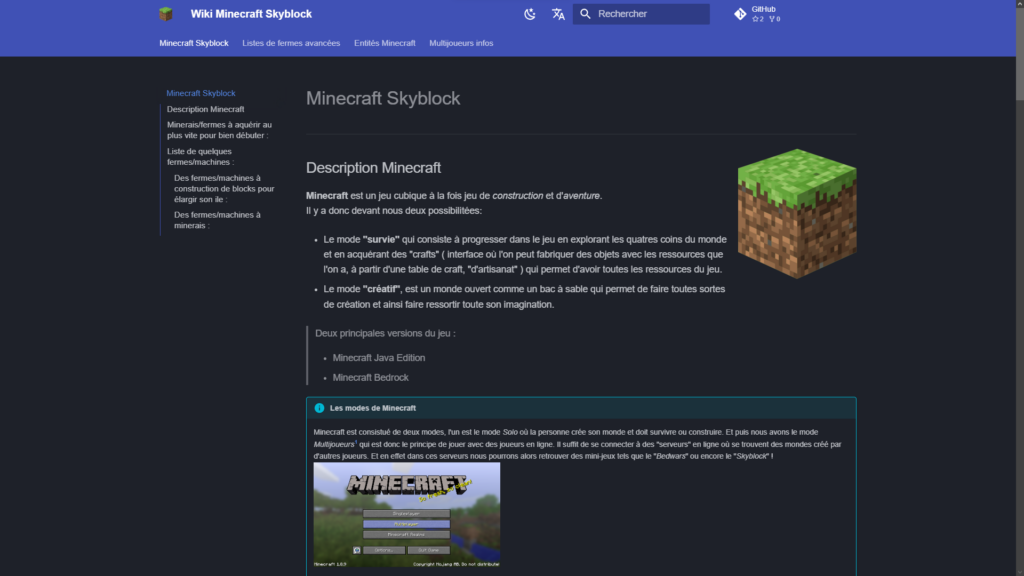 Wiki Minecraft Skyblock
Rechercher
GitHub
2 0
Minecraft Skyblock
Listes de fermes avancées
Entités Minecraft
Multijoueurs infos
Minecraft Skyblock
Description Minecraft
Minerais/fermes à aquérir au
plus vite pour bien débuter :
Liste de quelques
fermes/machines :
Des fermes/machines à
construction de blocks pour
élargir son ile :
Des fermes/machines à
minerais :
Minecraft Skyblock
Description Minecraft
Minecraft est un jeu cubique à la fois jeu de construction et d'aventure.
Il y a donc devant nous deux possibilitées:
Le mode "survie" qui consiste à progresser dans le jeu en explorant les quatres coins du monde
et en acquérant des "crafts" ( interface où l'on peut fabriquer des objets avec les ressources que
l'on a, à partir d'une table de craft, "d'artisanat" ) qui permet d'avoir toutes les ressources du jeu.
Le mode "créatif", est un monde ouvert comme un bac à sable qui permet de faire toutes sortes
de création et ainsi faire ressortir toute son imagination.
Deux principales versions du jeu :
Minecraft Java Edition
Minecraft Bedrock
Les modes de Minecraft
Minecraft est consistué de deux modes, l'un est le mode Solo où la personne crée son monde et doit survivre ou construire. Et puis nous avons le mode
Multijoueurs¹ qui est donc le principe de jouer avec des joueurs en ligne. Il suffit de se connecter à des "serveurs" en ligne où se trouvent des mondes créé par
d'autres joueurs. Et en effet dans ces serveurs nous pourrons alors retrouver des mini-jeux tels que le "Bedwars" ou encore le "Skyblock" !
MINECRAFT
Singleplayer
Multiplayer
Minecraft Realms
Options...
Quit Game
Copyright Mojang AB. Do not distribute!